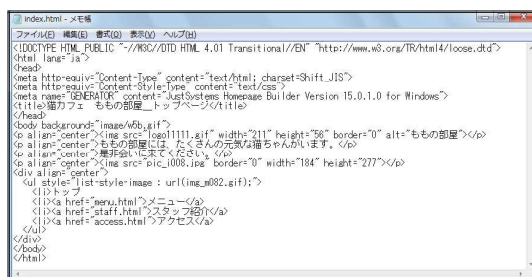 index.html - メモ帳
ファイル(F) 編集(E) 書式(O) 表示(V) ヘルプ(H)
<!DOCTYPE HTML PUBLIC "-//W3C//DTD HTML 4.01 Transitional//EN" "http://www.w3.org/TR/html4/loose.dtd">
<html lang="ja">
<head>
<meta http-equiv="Content-Type" content="text/html; charset=Shift_JIS">
<meta http-equiv="Content-Style-Type" content="text/css">
<meta name="GENERATOR" content="JustSystems Homepage Builder Version 15.0.1.0 for Windows">
<title>猫カフェ　ももの部屋__トップページ</title>
</head>
<body background="image/w5b.gif">
<p align="center"><img src="logo11111.gif" width="211" height="56" border="0" alt="ももの部屋"></p>
<p align="center">ももの部屋には、たくさんの元気な猫ちゃんがいます。</p>
<p align="center">是非会いに来てください。</p>
<p align="center"><img src="pic_i008.jpg" border="0" width="184" height="277"></p>
<div align="center">
<ul style="list-style-image : url(img_m082.gif);">
<li>トップ
<li><a href="menu.html">メニュー</a>
<li><a href="staff.html">スタッフ紹介</a>
<li><a href="access.html">アクセス</a>
</ul>
</div>
</body>
</html>